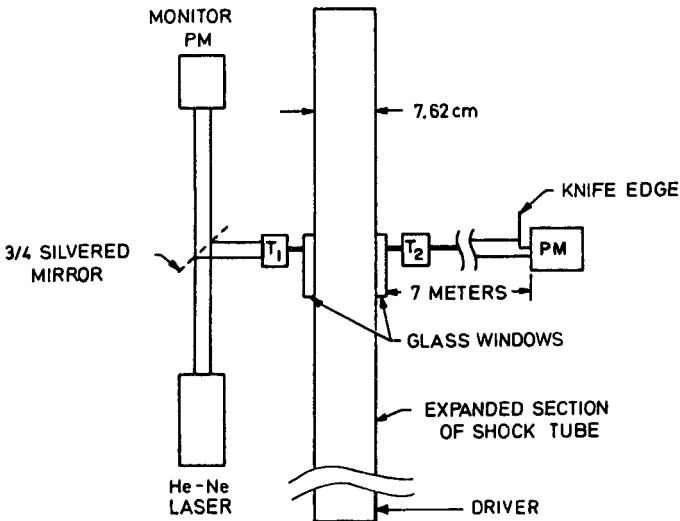 MONITOR
PM
7.62 cm
KNIFE EDGE
3/4 SILVERED
MIRROR
T1
T2
PM
7 METERS
GLASS WINDOWS
EXPANDED SECTION
OF SHOCK TUBE
He-Ne
LASER
DRIVER